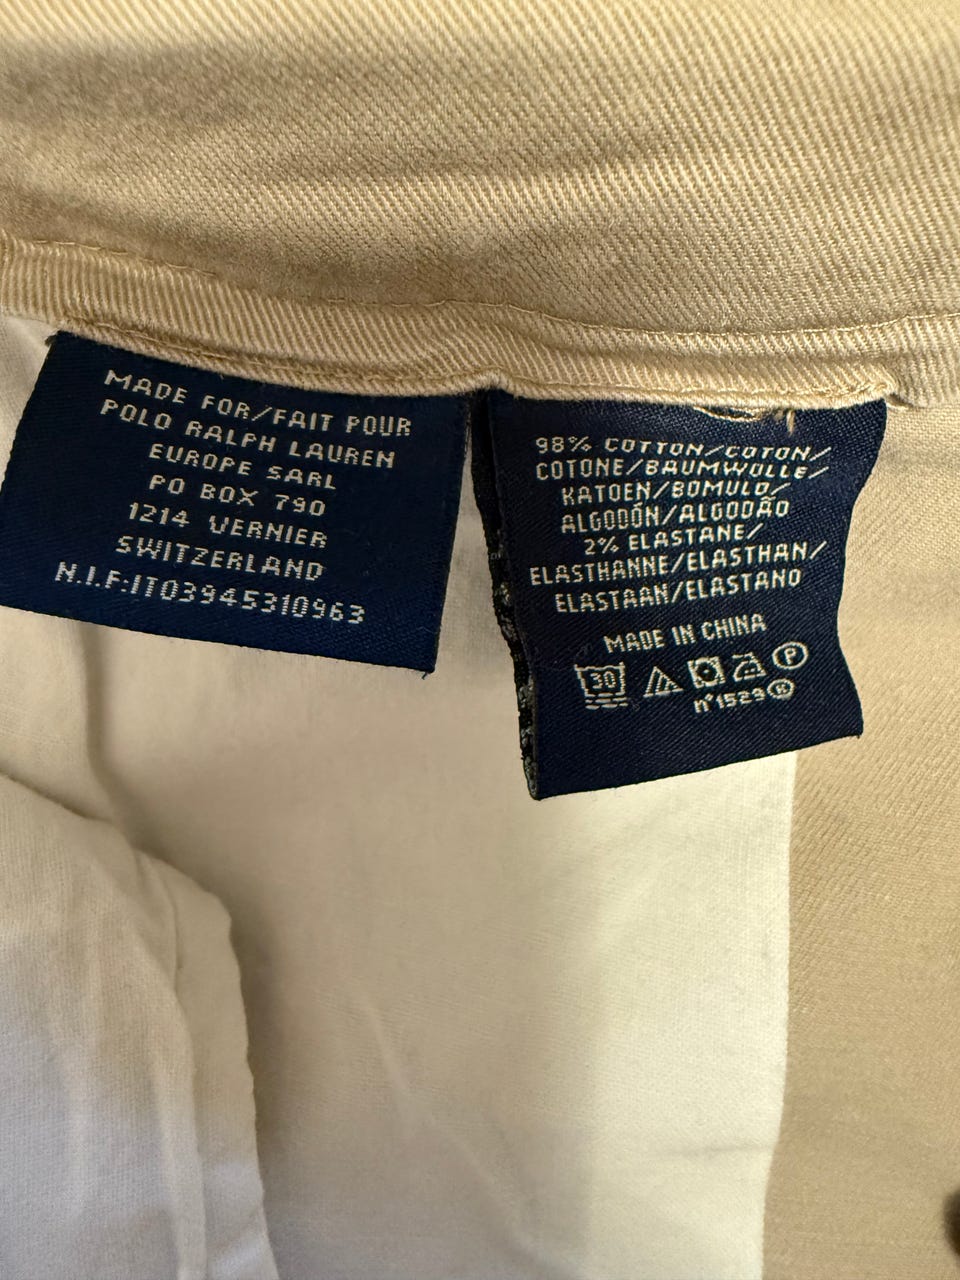 MADE FOR/FAIT POUR
POLO RALPH LAUREN
EUROPE SARL
PO BOX 790
1214 VERNIER
SWITZERLAND
N.I.F:IT03945310963
98% COTTON/COTON/
COTONE/BAUMWOLLE/
KATOEN/BOMULD/
ALGODÓN/ALGODÃO
2% ELASTANE/
ELASTHANNE/ELASTHAN/
ELASTAAN/ELASTANO
MADE IN CHINA
30 P
n°1529 R